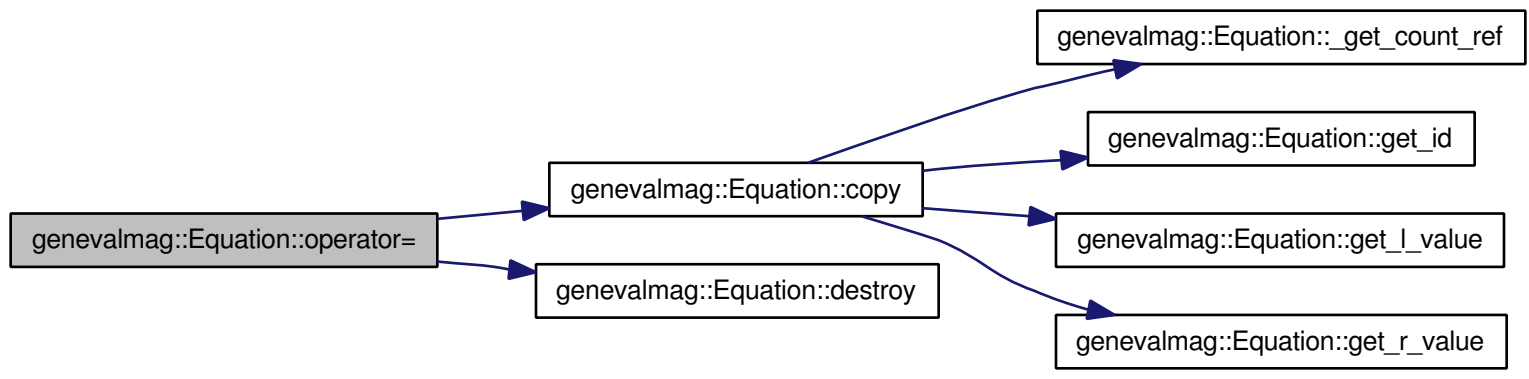 genevalmag::Equation::_get_count_ref
genevalmag::Equation::get_id
genevalmag::Equation::copy
genevalmag::Equation::operator=
genevalmag::Equation::get_l_value
genevalmag::Equation::destroy
genevalmag::Equation::get_r_value